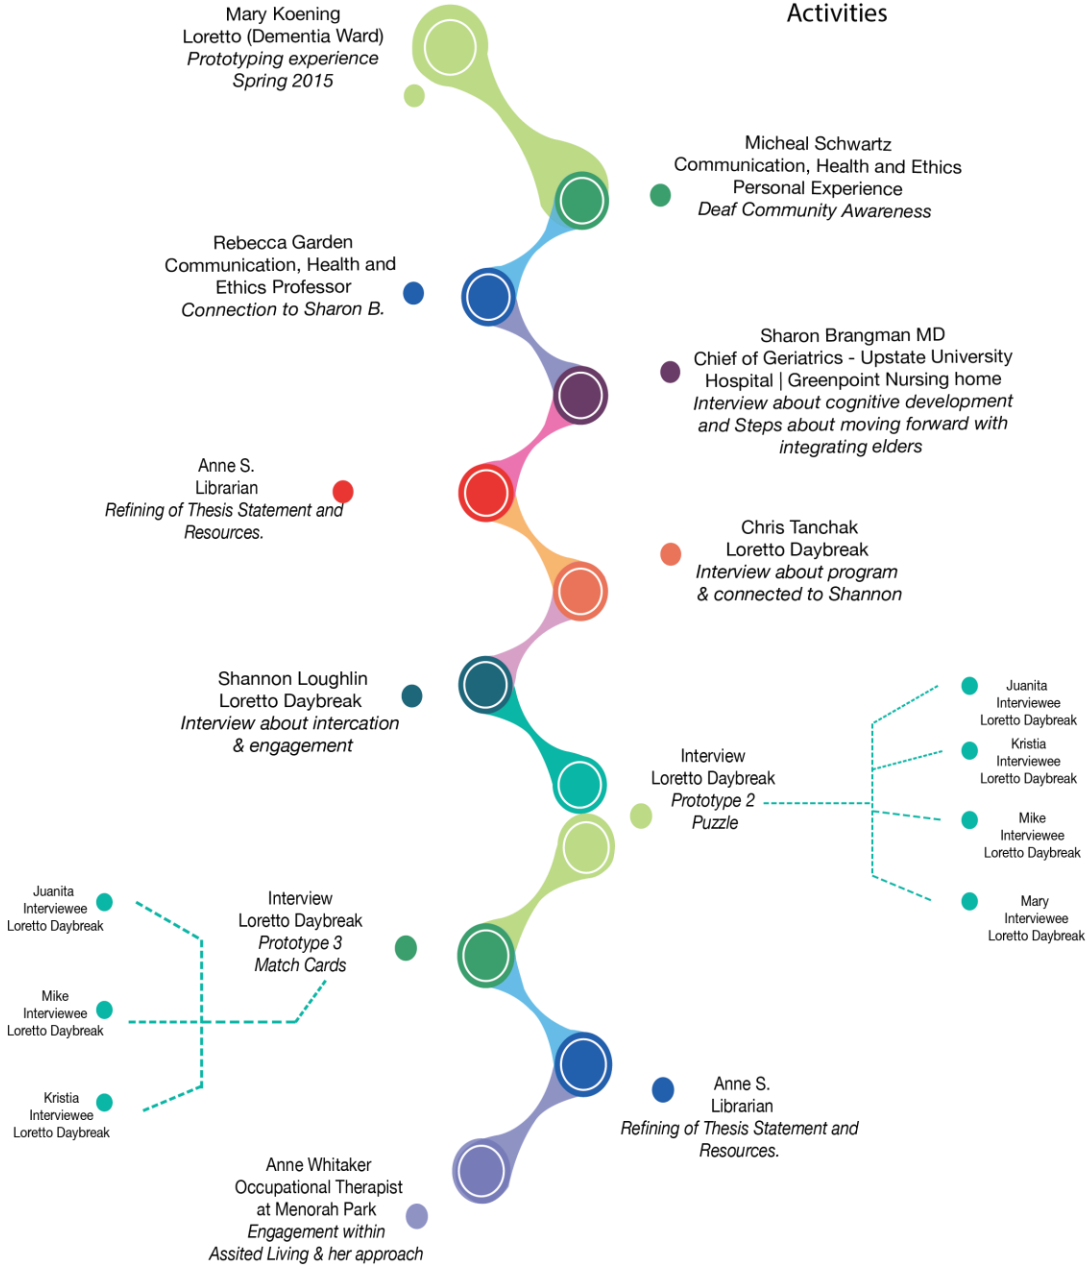 Activities
Mary Koening
Loretto (Dementia Ward)
Prototyping experience
Spring 2015
Micheal Schwartz
Communication, Health and Ethics
Personal Experience
Deaf Community Awareness
Rebecca Garden
Communication, Health and
Ethics Professor
Connection to Sharon B.
Sharon Brangman MD
Chief of Geriatrics - Upstate University
Hospital | Greenpoint Nursing home
Interview about cognitive development
and Steps about moving forward with
integrating elders
Anne S.
Librarian
Refining of Thesis Statement and
Resources.
Chris Tanchak
Loretto Daybreak
Interview about program
& connected to Shannon
Shannon Loughlin
Loretto Daybreak
Interview about intercation
& engagement
Interview
Loretto Daybreak
Prototype 2
Puzzle
Juanita
Interviewee
Loretto Daybreak
Kristia
Interviewee
Loretto Daybreak
Mike
Interviewee
Loretto Daybreak
Mary
Interviewee
Loretto Daybreak
Interview
Loretto Daybreak
Prototype 3
Match Cards
Juanita
Interviewee
Loretto Daybreak
Mike
Interviewee
Loretto Daybreak
Kristia
Interviewee
Loretto Daybreak
Anne S.
Librarian
Refining of Thesis Statement and
Resources.
Anne Whitaker
Occupational Therapist
at Menorah Park
Engagement within
Assited Living & her approach